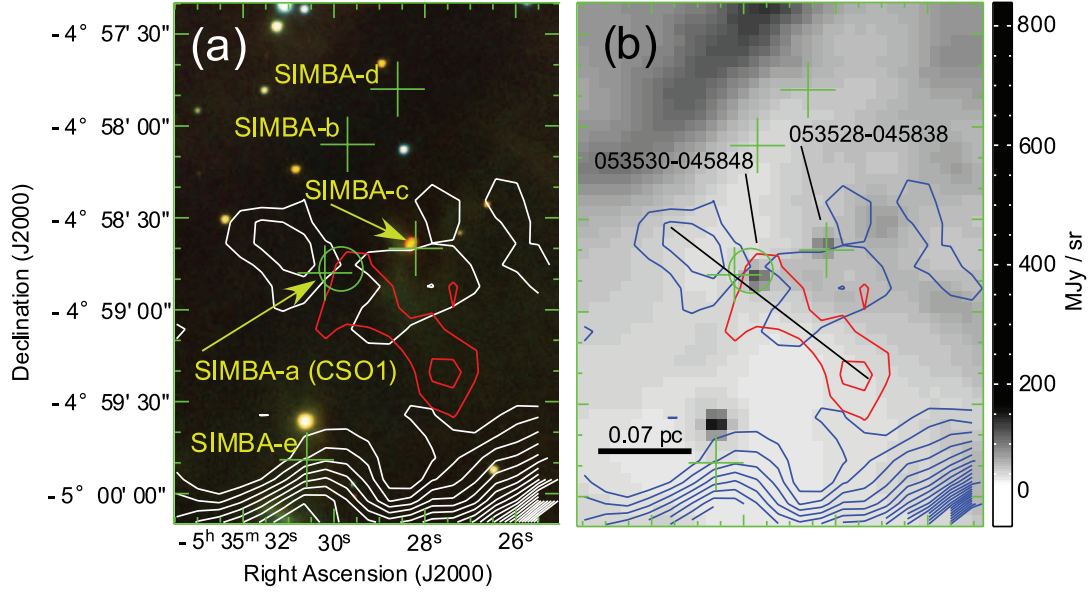 (a)
(b)
- 4° 57' 30"
- 4° 58' 00"
- 4° 58' 30"
- 4° 59' 00"
- 4° 59' 30"
- 5° 00' 00"
Declination (J2000)
SIMBA-d
SIMBA-b
SIMBA-c
SIMBA-a (CSO1)
SIMBA-e
- 5h 35m 32s
30s
28s
26s
Right Ascension (J2000)
053528-045838
053530-045848
0.07 pc
800
600
400
200
0
MJy / sr